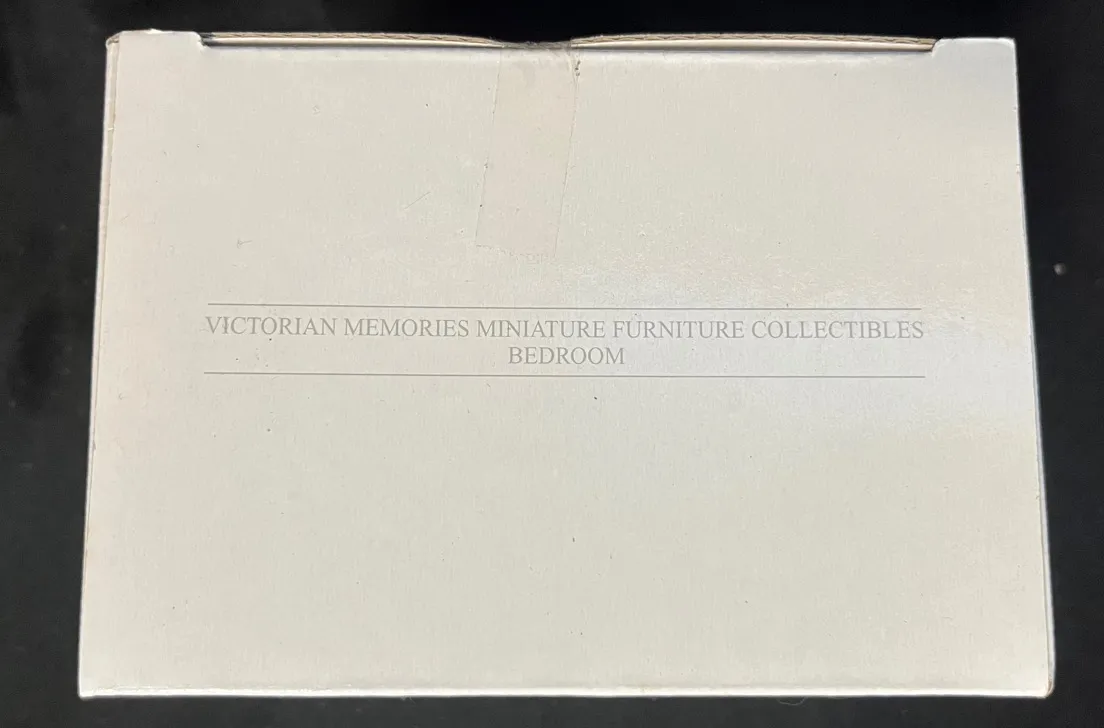 VICTORIAN MEMORIES MINIATURE FURNITURE COLLECTIBLES
BEDROOM